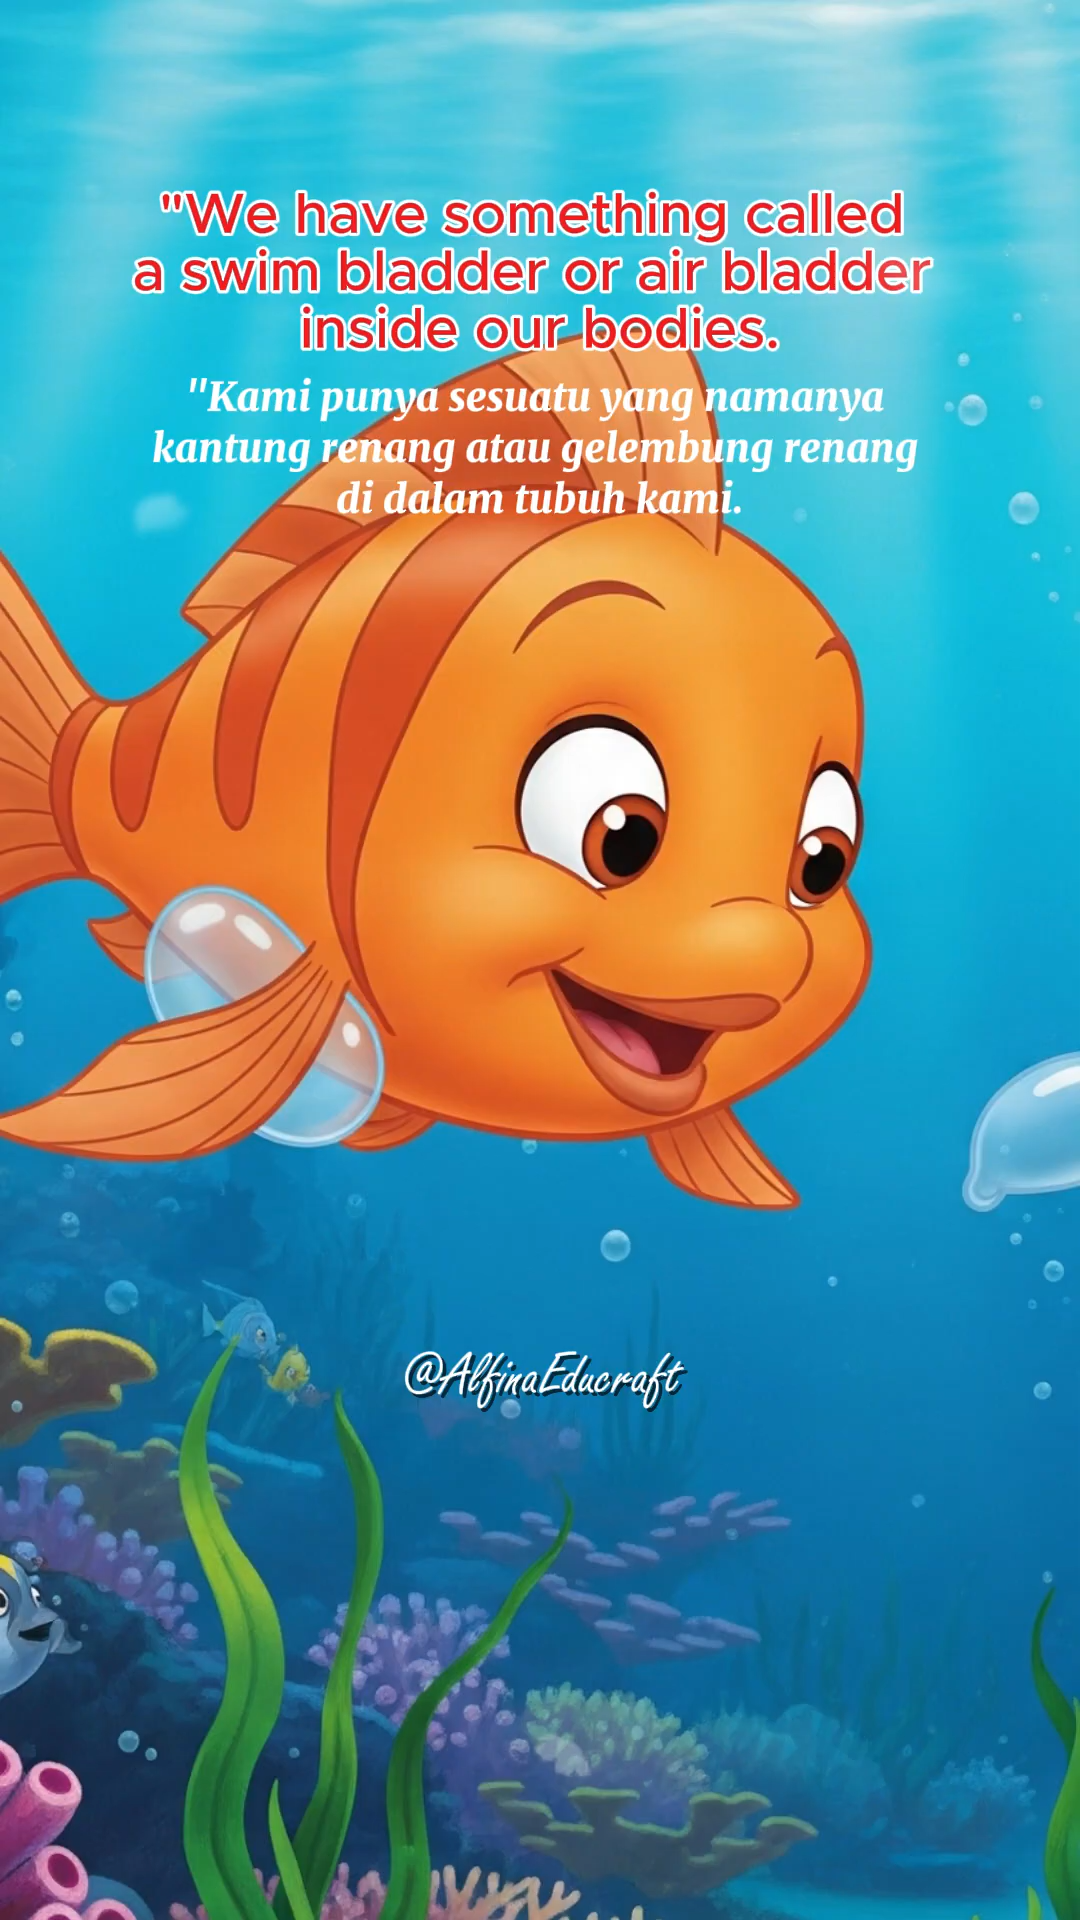 "We have something called
a swim bladder or air bladder
inside our bodies.
"Kami punya sesuatu yang namanya
kantung renang atau gelembung renang
di dalam tubuh kami.
@AlfinaEducraft